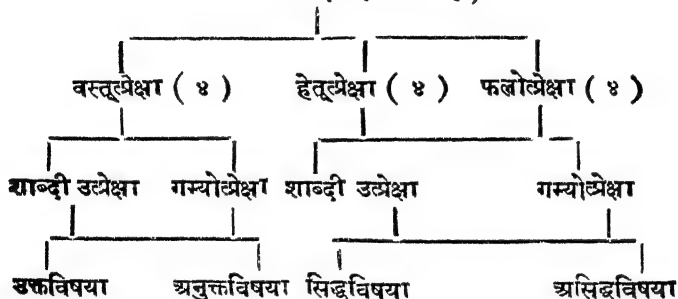 वस्तूत्प्रेक्षा ( ४ ) हेतूत्प्रेक्षा ( ४ ) फलोत्प्रेक्षा ( ४ )
शाब्दी उत्प्रेक्षा गम्योत्प्रेक्षा शाब्दी उत्प्रेक्षा गम्योत्प्रेक्षा
उक्तविषया अनुक्तविषया सिद्धविषया असिद्धविषया